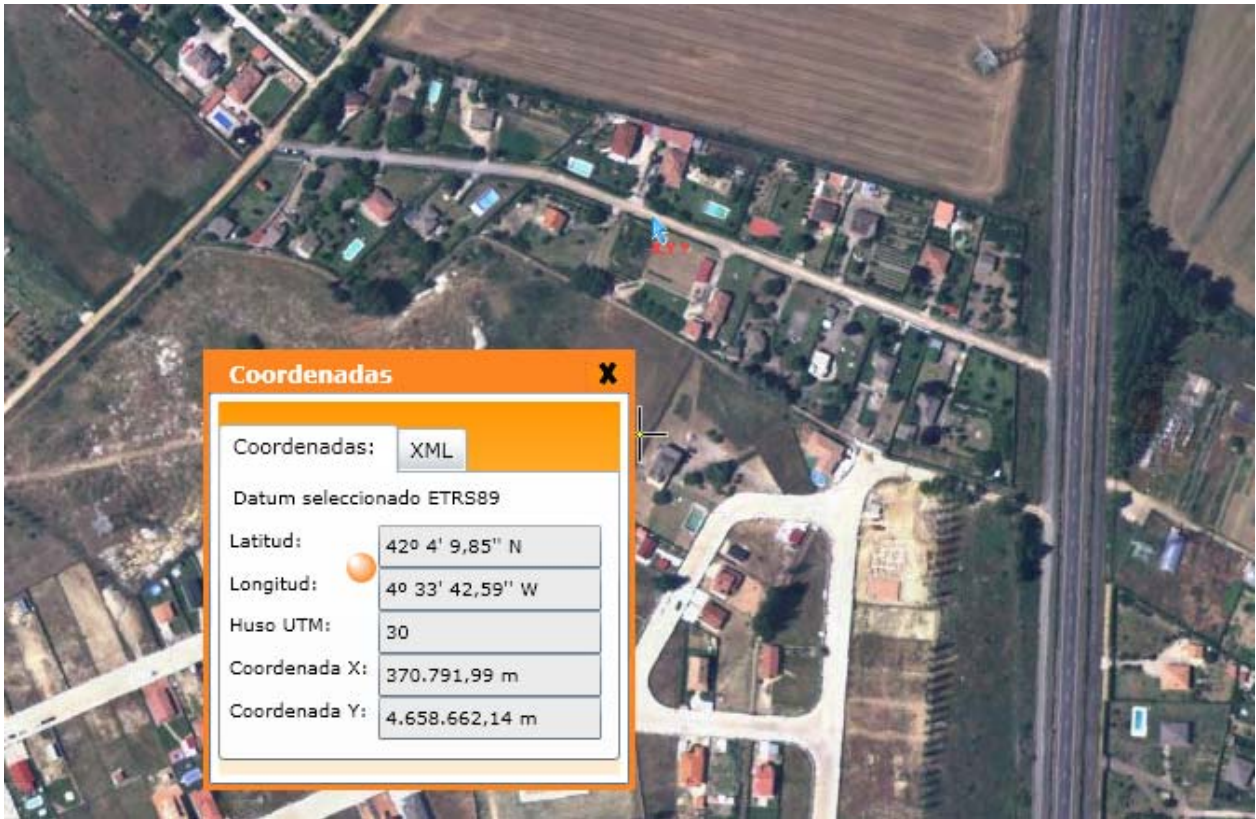 X Y
Coordenadas
Coordenadas: XML
Datum seleccionado ETRS89
Latitud: 42º 4' 9,85'' N
Longitud: 4º 33' 42,59'' W
Huso UTM: 30
Coordenada X: 370.791,99 m
Coordenada Y: 4.658.662,14 m